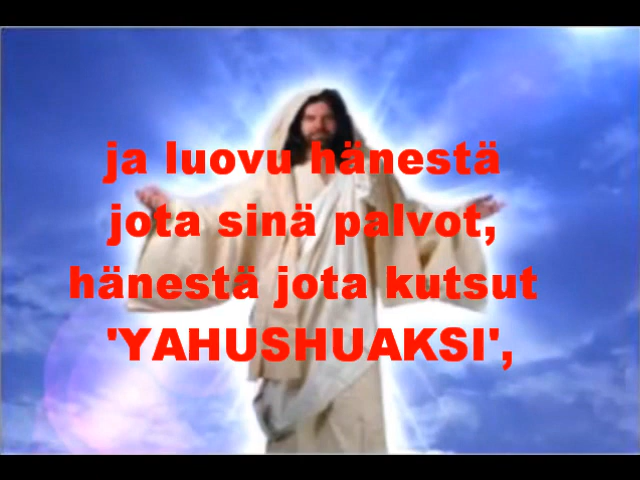 ja luovu hänestä
jota sinä palvot,
hänestä jota kutsut
'YAHUSHUAKSI',